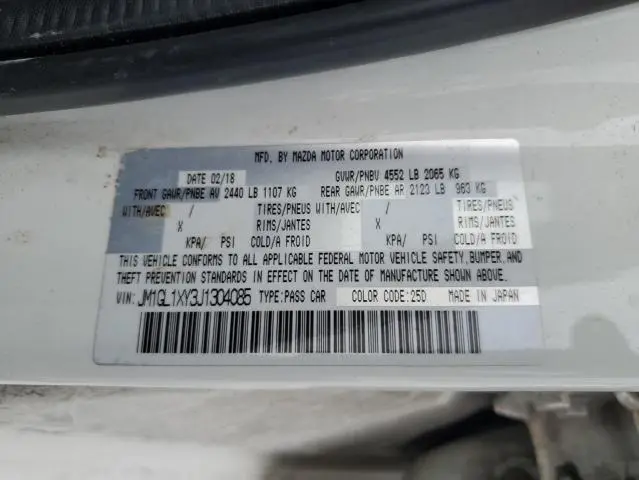 MFD. BY MAZDA MOTOR CORPORATION
DATE 02/18 GVWR/PNBV 4552 LB 2065 KG
FRONT GAWR/PNBE AV 2440 LB 1107 KG REAR GAWR/PNBE AR 2123 LB 963 KG
WITH/AVEC / TIRES/PNEUS WITH/AVEC / TIRES/PNEUS
X RIMS/JANTES X RIMS/JANTES
KPA/ PSI COLD/A FROID KPA/ PSI COLD/A FROID
THIS VEHICLE CONFORMS TO ALL APPLICABLE FEDERAL MOTOR VEHICLE SAFETY, BUMPER, AND
THEFT PREVENTION STANDARDS IN EFFECT ON THE DATE OF MANUFACTURE SHOWN ABOVE.
VIN: JM1GL1XY3J1304085 TYPE:PASS CAR COLOR CODE:25D MADE IN JAPAN